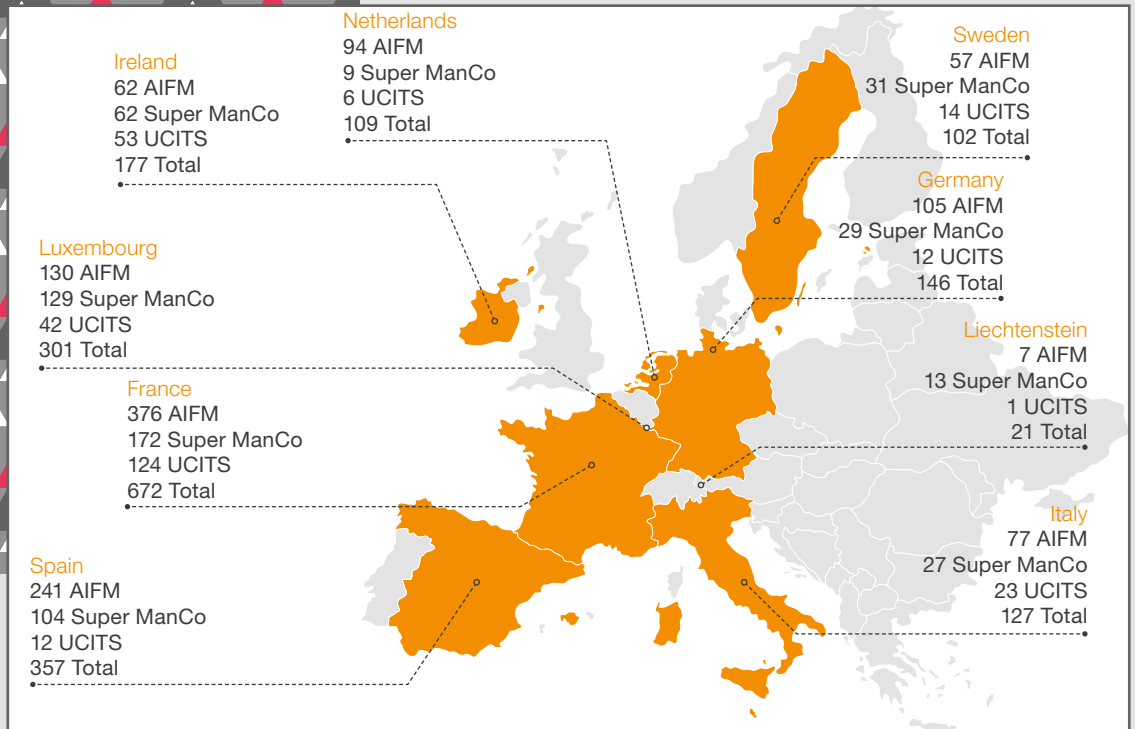 Netherlands
94 AIFM
9 Super ManCo
6 UCITS
109 Total
Ireland
62 AIFM
62 Super ManCo
53 UCITS
177 Total
Sweden
57 AIFM
31 Super ManCo
14 UCITS
102 Total
Germany
105 AIFM
29 Super ManCo
12 UCITS
146 Total
Luxembourg
130 AIFM
129 Super ManCo
42 UCITS
301 Total
Liechtenstein
7 AIFM
13 Super ManCo
1 UCITS
21 Total
France
376 AIFM
172 Super ManCo
124 UCITS
672 Total
Italy
77 AIFM
27 Super ManCo
23 UCITS
127 Total
Spain
241 AIFM
104 Super ManCo
12 UCITS
357 Total